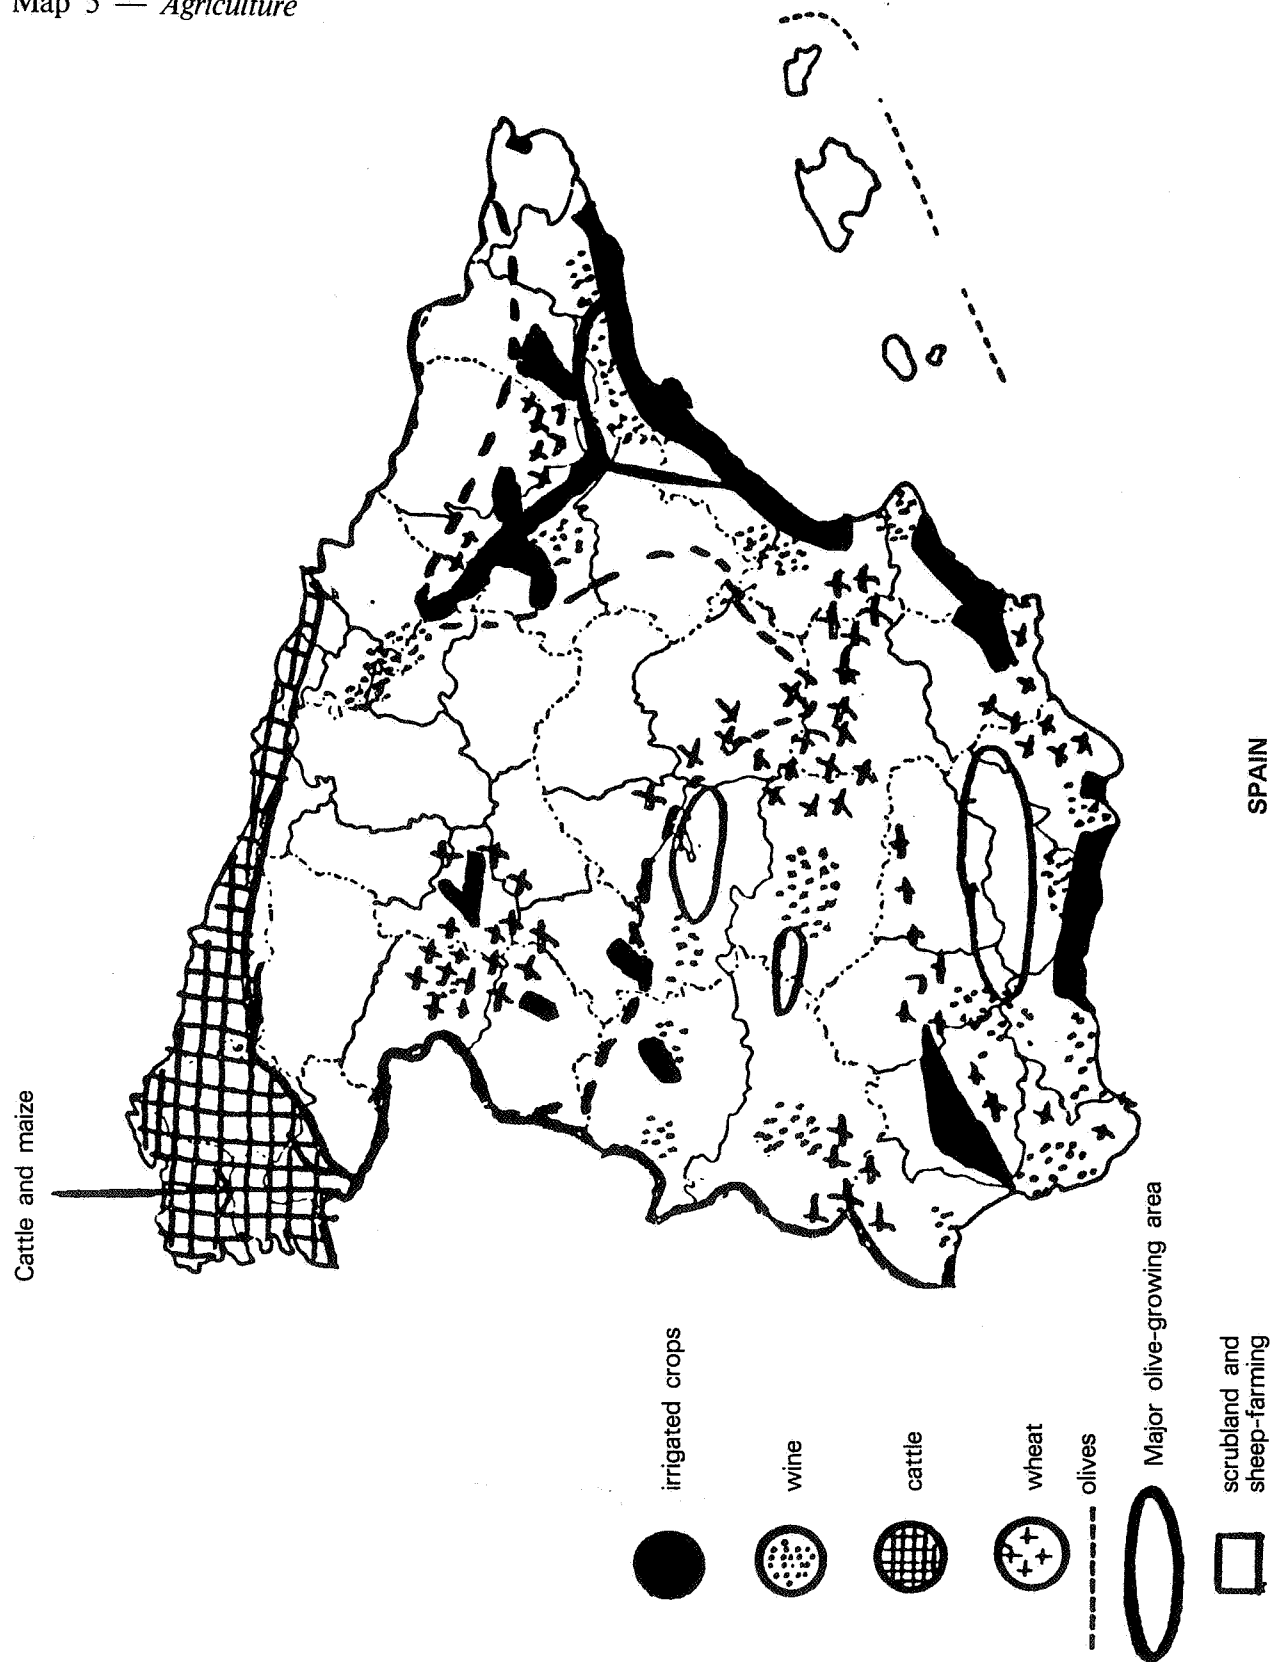 Map 5 — Agriculture
Cattle and maize
irrigated crops
wine
cattle
wheat
olives
Major olive-growing area
scrubland and
sheep-farming
SPAIN